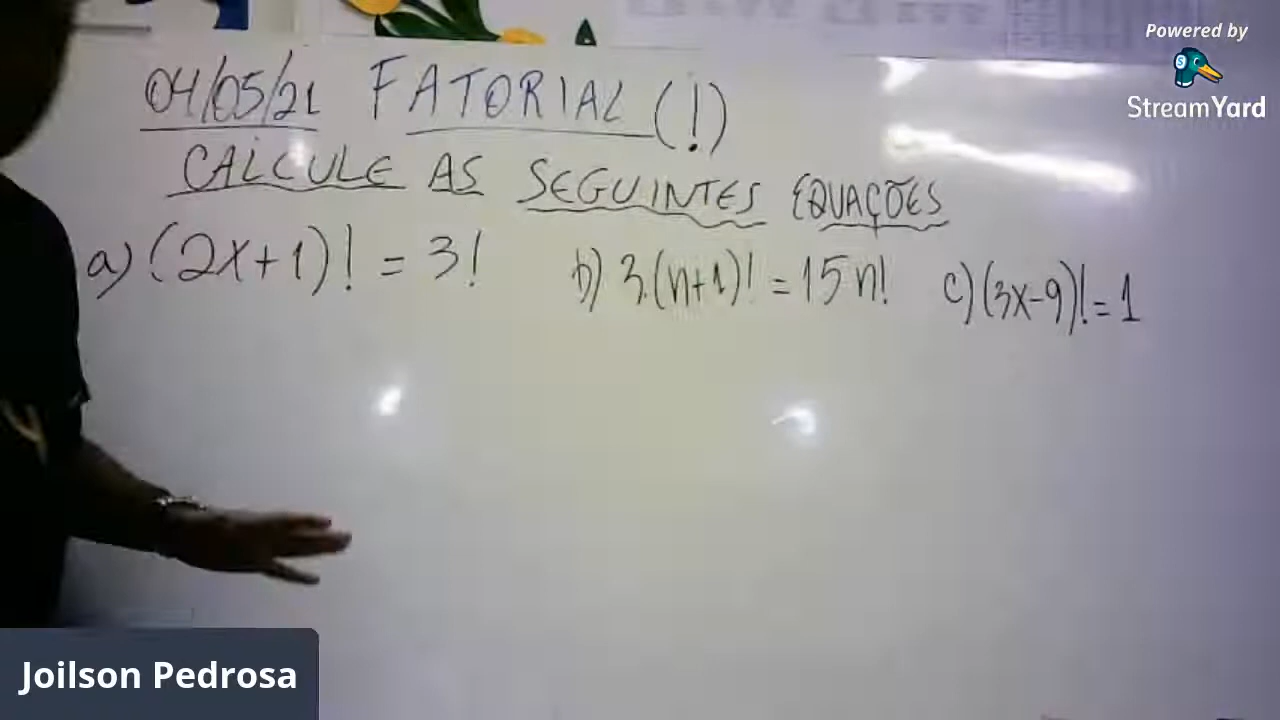 Powered by
StreamYard
04/05/21 FATORIAL (!)
CALCULE AS SEGUINTES EQUAÇÕES
a) (2x+1)! = 3! b) 3.(n+1)! = 15n! c) (3x-9)! = 1
Joilson Pedrosa